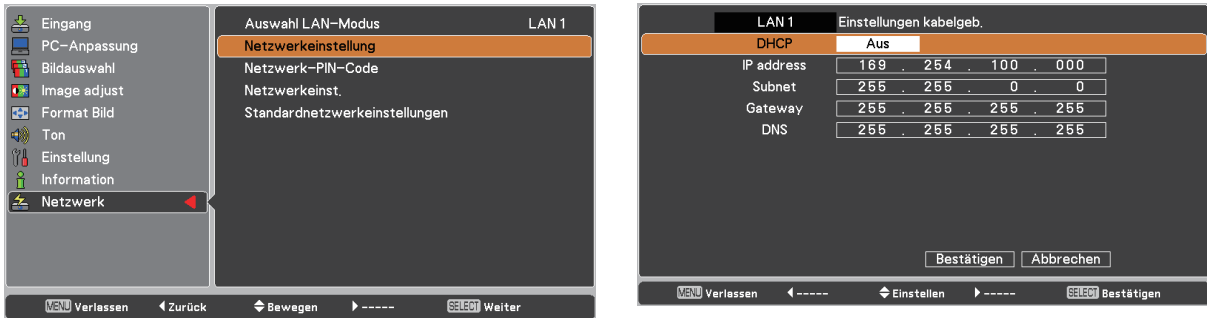 Eingang
PC-Anpassung
Bildauswahl
Image adjust
Format Bild
Ton
Einstellung
Information
Netzwerk
Auswahl LAN-Modus LAN 1
Netzwerkeinstellung
Netzwerk-PIN-Code
Netzwerkeinst.
Standardnetzwerkeinstellungen
MENU Verlassen Zurück Bewegen ----- SELECT Weiter
LAN 1 Einstellungen kabelgeb.
DHCP Aus
IP address 169 . 254 . 100 . 000
Subnet 255 . 255 . 0 . 0
Gateway 255 . 255 . 255 . 255
DNS 255 . 255 . 255 . 255
Bestätigen Abbrechen
MENU Verlassen ----- Einstellen ----- SELECT Bestätigen